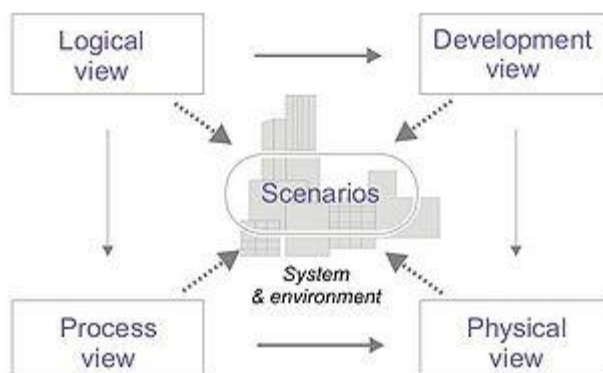 Logical
view
Development
view
Scenarios
System
& environment
Process
view
Physical
view